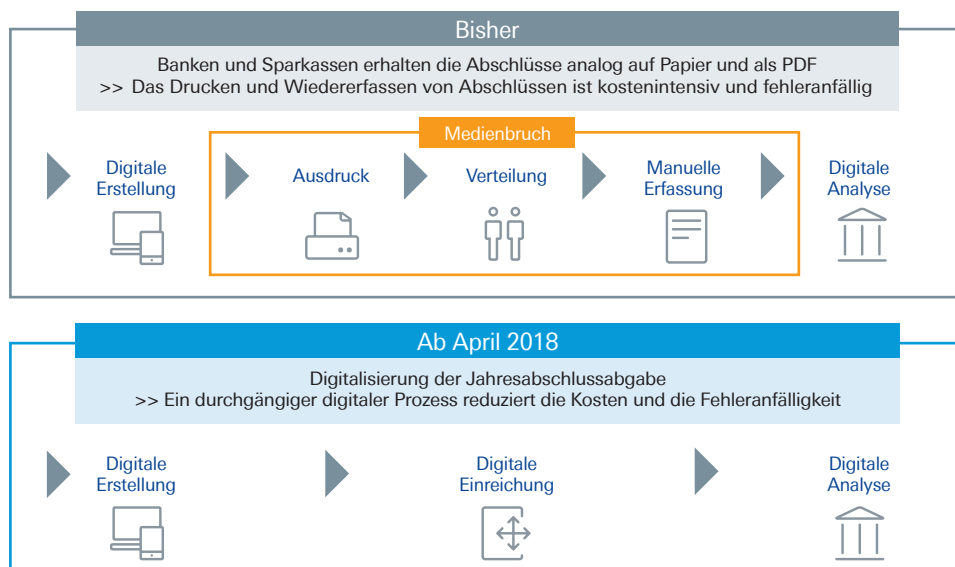 Bisher
Banken und Sparkassen erhalten die Abschlüsse analog auf Papier und als PDF
>> Das Drucken und Wiedererfassen von Abschlüssen ist kostenintensiv und fehleranfällig
Medienbruch
Digitale
Erstellung
Ausdruck
Verteilung
Manuelle
Erfassung
Digitale
Analyse
Ab April 2018
Digitalisierung der Jahresabschlussabgabe
>> Ein durchgängiger digitaler Prozess reduziert die Kosten und die Fehleranfälligkeit
Digitale
Erstellung
Digitale
Einreichung
Digitale
Analyse